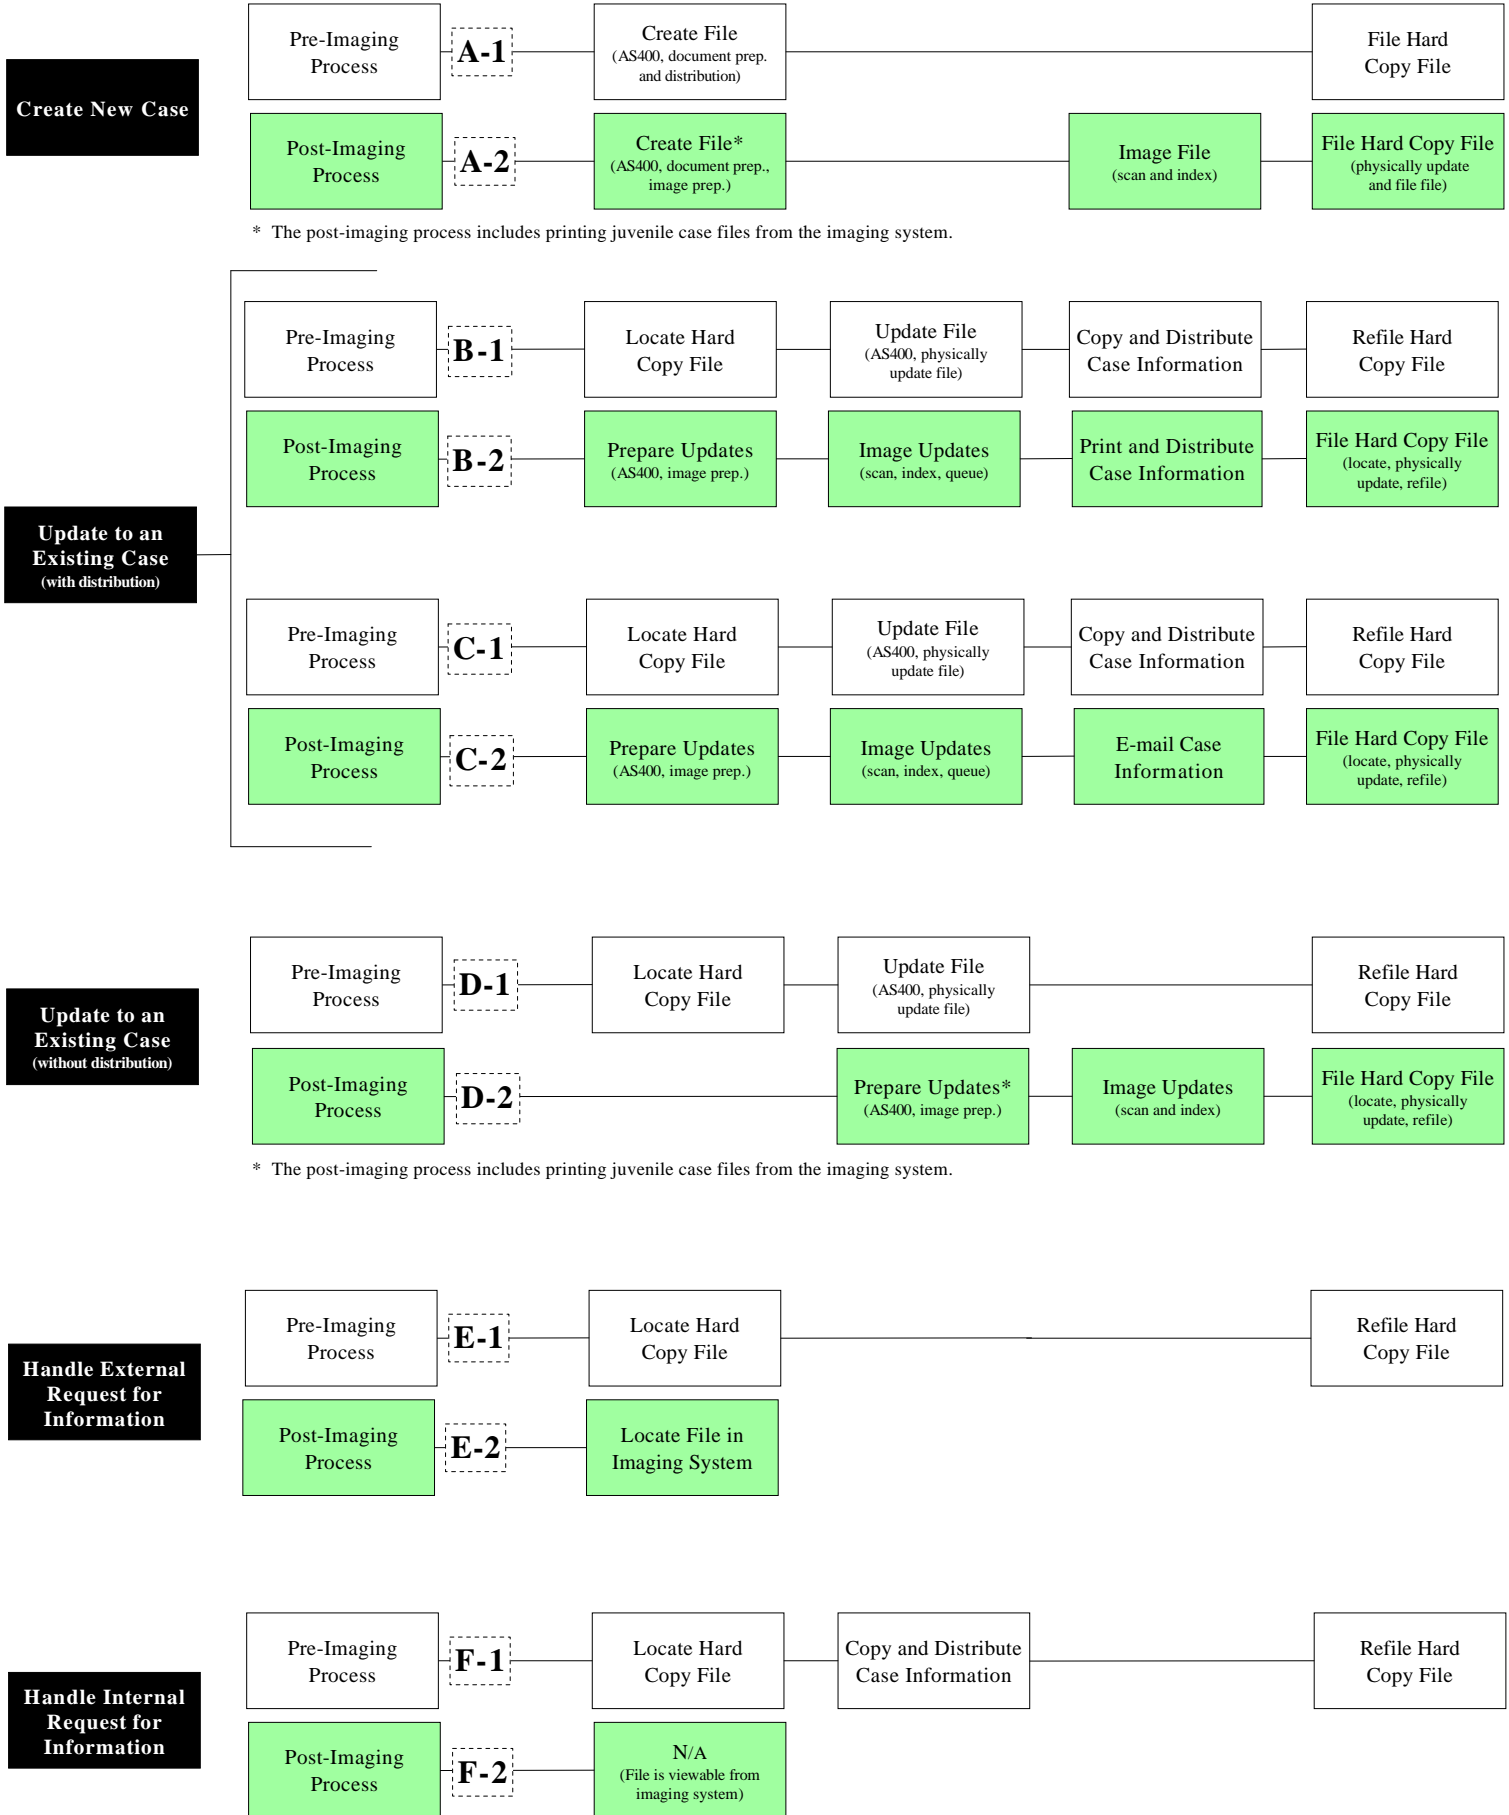 Create New Case
Pre-Imaging
Process
A-1
Create File
(AS400, document prep.
and distribution)
File Hard
Copy File
Post-Imaging
Process
A-2
Create File*
(AS400, document prep.,
image prep.)
Image File
(scan and index)
File Hard Copy File
(physically update
and file file)
* The post-imaging process includes printing juvenile case files from the imaging system.
Update to an
Existing Case
(with distribution)
Pre-Imaging
Process
B-1
Locate Hard
Copy File
Update File
(AS400, physically
update file)
Copy and Distribute
Case Information
Refile Hard
Copy File
Post-Imaging
Process
B-2
Prepare Updates
(AS400, image prep.)
Image Updates
(scan, index, queue)
Print and Distribute
Case Information
File Hard Copy File
(locate, physically
update, refile)
Pre-Imaging
Process
C-1
Locate Hard
Copy File
Update File
(AS400, physically
update file)
Copy and Distribute
Case Information
Refile Hard
Copy File
Post-Imaging
Process
C-2
Prepare Updates
(AS400, image prep.)
Image Updates
(scan, index, queue)
E-mail Case
Information
File Hard Copy File
(locate, physically
update, refile)
Update to an
Existing Case
(without distribution)
Pre-Imaging
Process
D-1
Locate Hard
Copy File
Update File
(AS400, physically
update file)
Refile Hard
Copy File
Post-Imaging
Process
D-2
Prepare Updates*
(AS400, image prep.)
Image Updates
(scan and index)
File Hard Copy File
(locate, physically
update, refile)
* The post-imaging process includes printing juvenile case files from the imaging system.
Handle External
Request for
Information
Pre-Imaging
Process
E-1
Locate Hard
Copy File
Refile Hard
Copy File
Post-Imaging
Process
E-2
Locate File in
Imaging System
Handle Internal
Request for
Information
Pre-Imaging
Process
F-1
Locate Hard
Copy File
Copy and Distribute
Case Information
Refile Hard
Copy File
Post-Imaging
Process
F-2
N/A
(File is viewable from
imaging system)